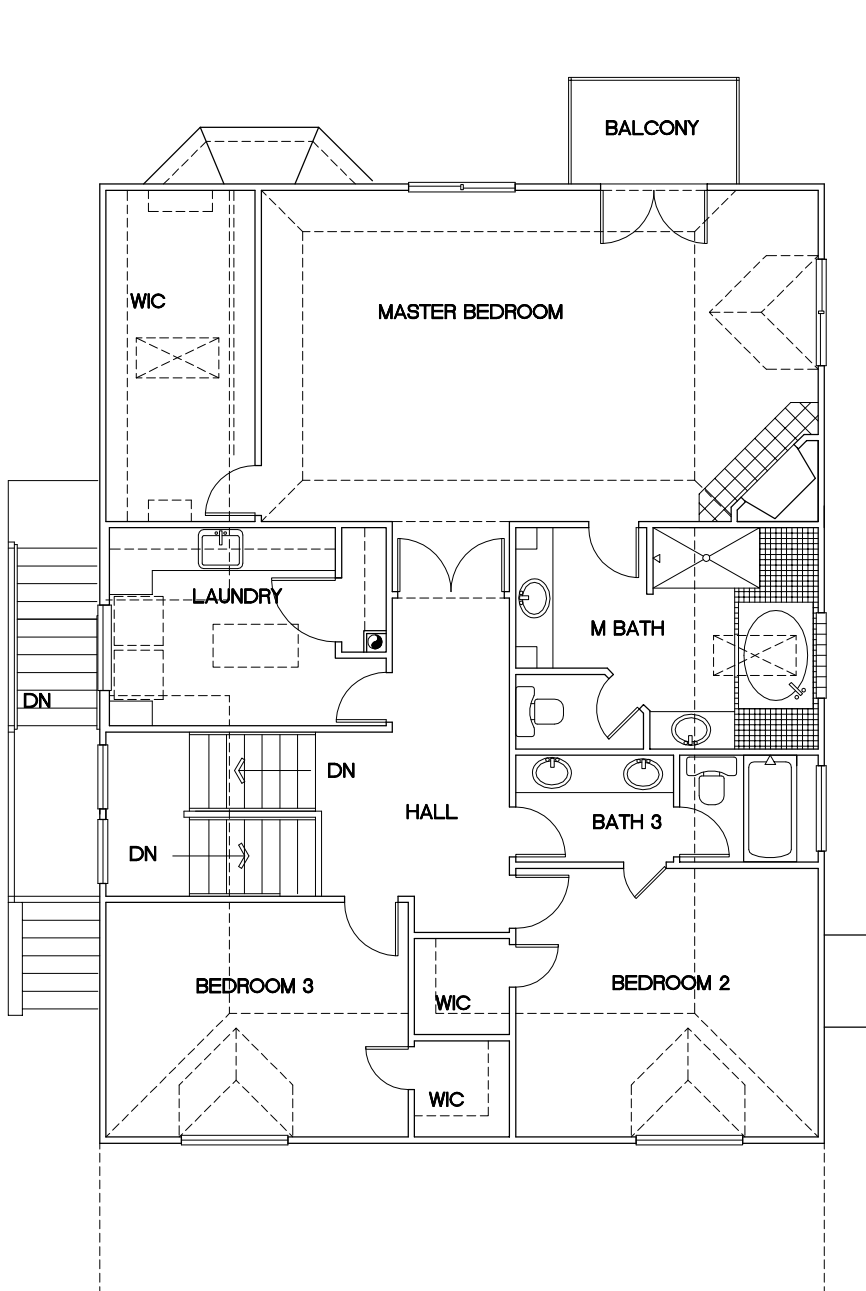 BALCONY
WIC
MASTER BEDROOM
LAUNDRY
M BATH
DN
DN
HALL
BATH 3
DN
BEDROOM 3
BEDROOM 2
WIC
WIC